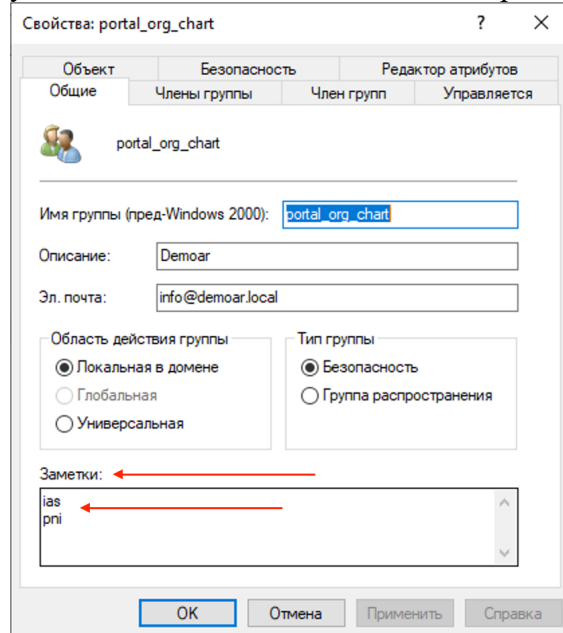 Свойства: portal_org_chart ? ×
Объект Безопасность Редактор атрибутов
Общие Члены группы Член групп Управляется
portal_org_chart
Имя группы (пред-Windows 2000): portal_org_chart
Описание: Demoar
Эл. почта: info@demoar.local
Область действия группы Тип группы
Локальная в домене Безопасность
Глобальная Группа распространения
Универсальная
Заметки:
ias
pni
OK Отмена Применить Справка